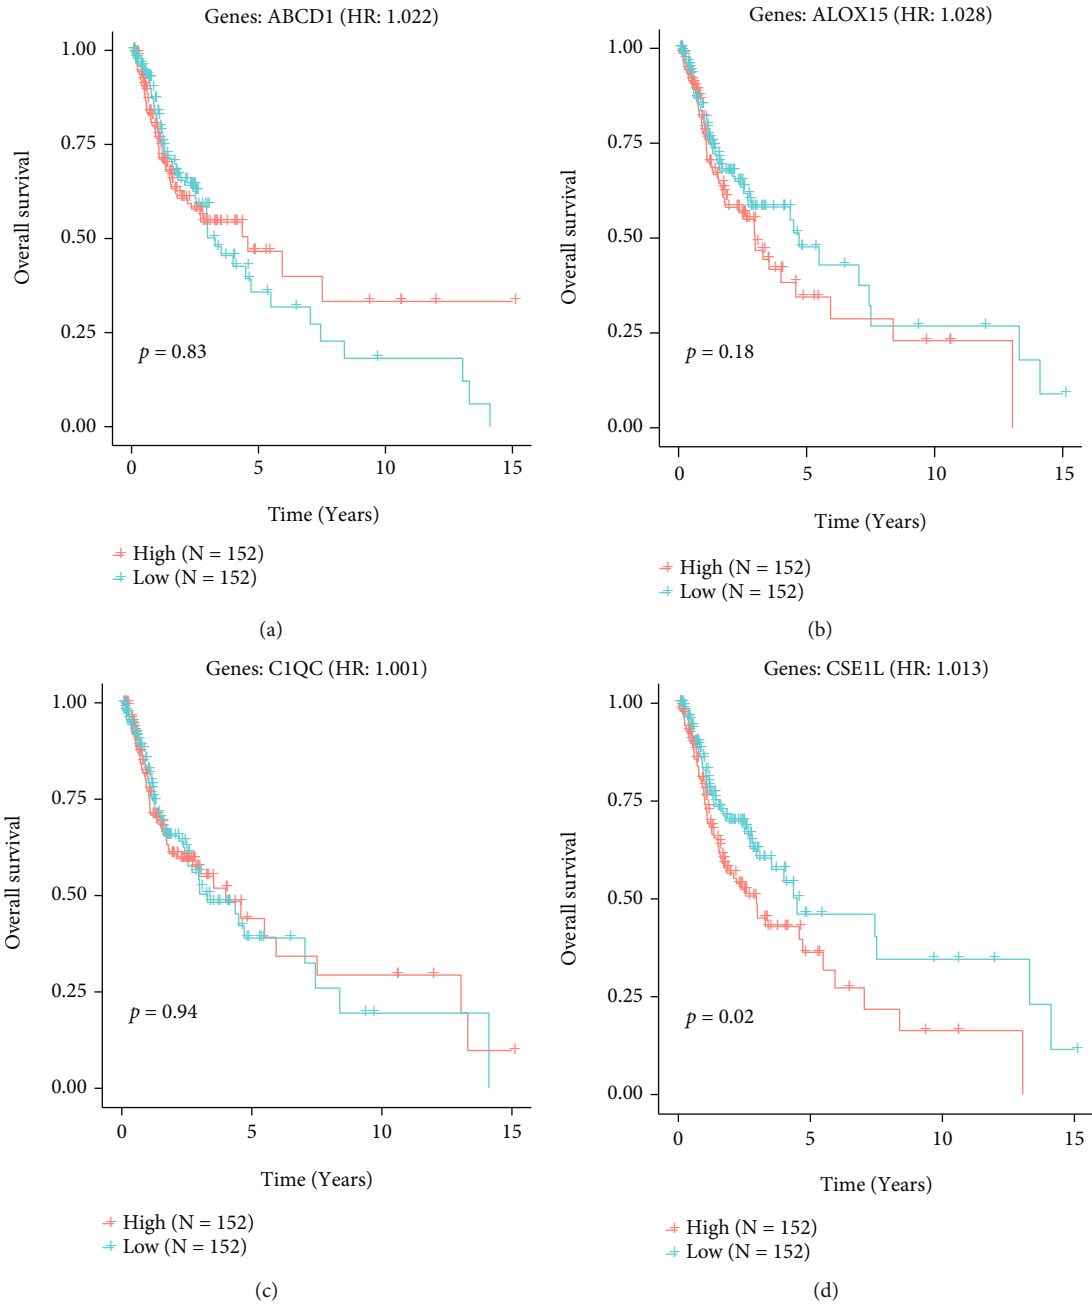 Genes: ABCD1 (HR: 1.022)
Overall survival
1.00
0.75
0.50
0.25
0.00
p = 0.83
0 5 10 15
Time (Years)
High (N = 152)
Low (N = 152)
(a)
Genes: ALOX15 (HR: 1.028)
Overall survival
1.00
0.75
0.50
0.25
0.00
p = 0.18
0 5 10 15
Time (Years)
High (N = 152)
Low (N = 152)
(b)
Genes: C1QC (HR: 1.001)
Overall survival
1.00
0.75
0.50
0.25
0.00
p = 0.94
0 5 10 15
Time (Years)
High (N = 152)
Low (N = 152)
(c)
Genes: CSE1L (HR: 1.013)
Overall survival
1.00
0.75
0.50
0.25
0.00
p = 0.02
0 5 10 15
Time (Years)
High (N = 152)
Low (N = 152)
(d)